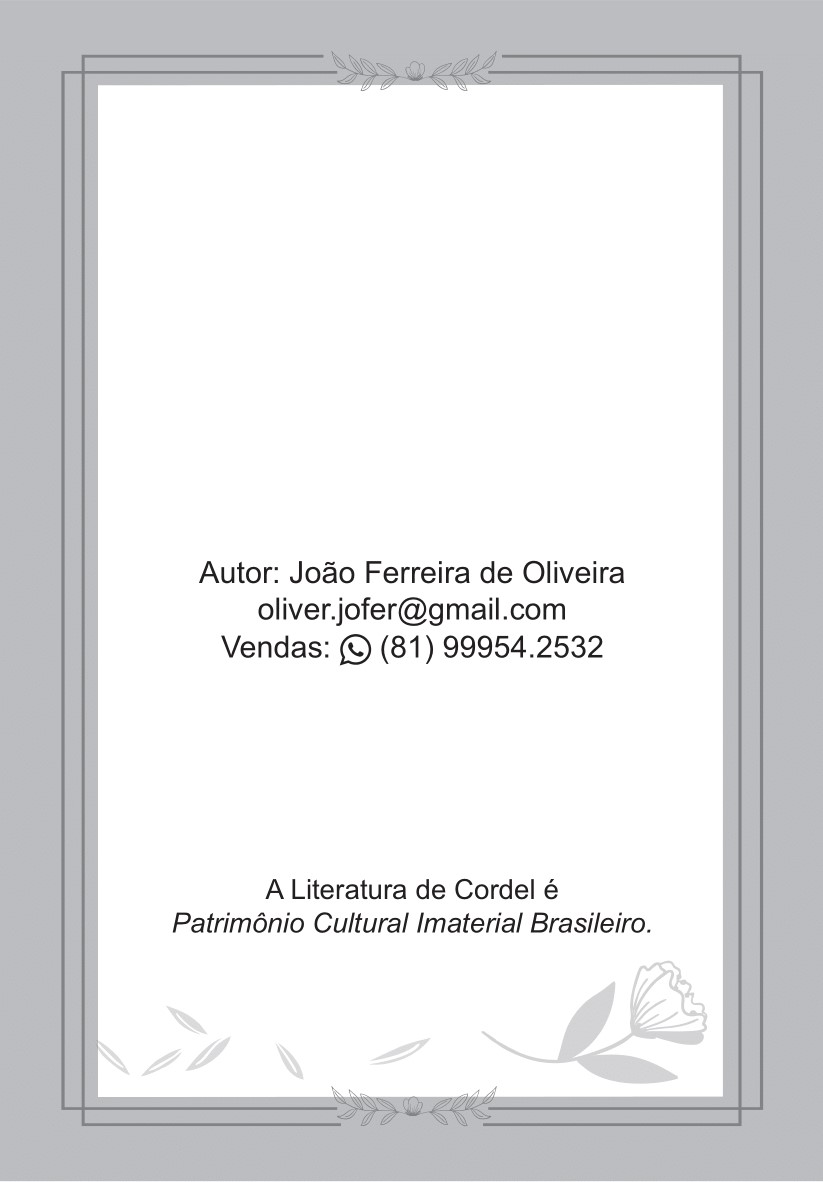 Autor: João Ferreira de Oliveira
oliver.jofer@gmail.com
Vendas: (81) 99954.2532
A Literatura de Cordel é
Patrimônio Cultural Imaterial Brasileiro.